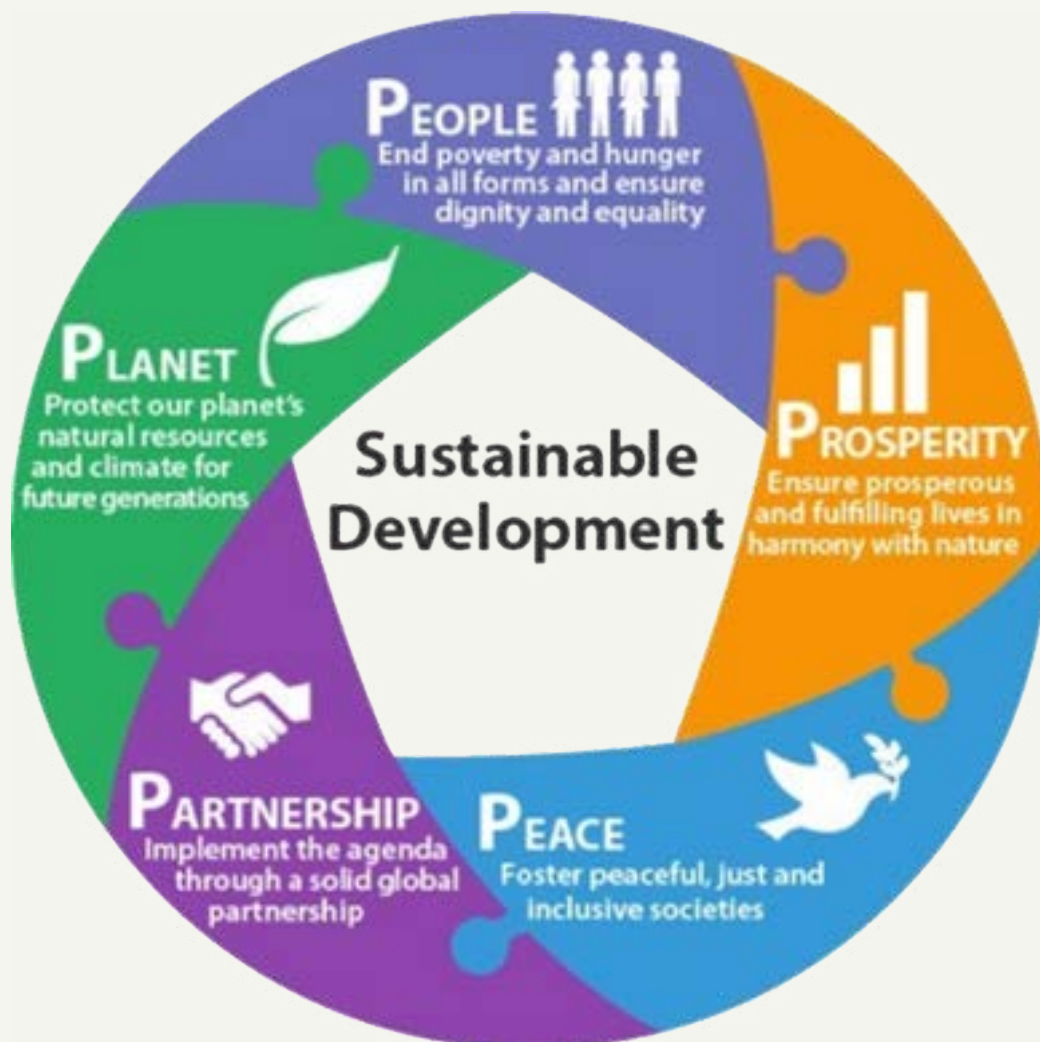 PEOPLE
End poverty and hunger
in all forms and ensure
dignity and equality
PROSPERITY
Ensure prosperous
and fulfilling lives in
harmony with nature
PEACE
Foster peaceful, just and
inclusive societies
PARTNERSHIP
Implement the agenda
through a solid global
partnership
PLANET
Protect our planet's
natural resources
and climate for
future generations
Sustainable
Development